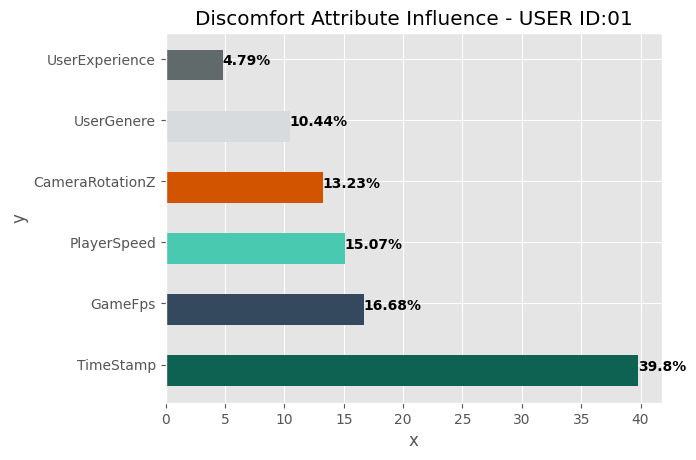 Discomfort Attribute Influence - USER ID:01
UserExperience
4.79%
UserGenere
10.44%
CameraRotationZ
13.23%
PlayerSpeed
15.07%
GameFps
16.68%
TimeStamp
39.8%
y
0 5 10 15 20 25 30 35 40
x